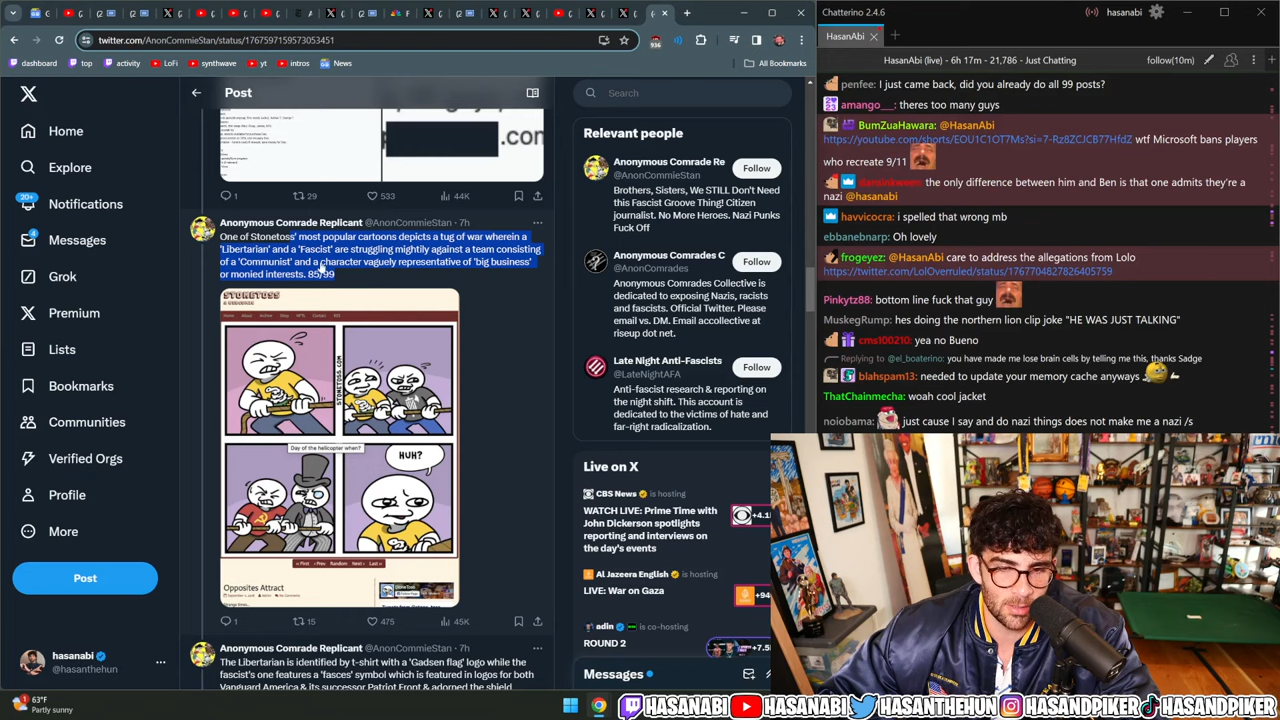 Chatterino 2.4.6
hasanabi
twitter.com/AnonCommieStan/status/1767597159573053451
936
HasanAbi
dashboard
top
activity
LoFi
synthwave
yt
intros
News
All Bookmarks
HasanAbi (live) - 6h 17m - 21,786 - Just Chatting
follow(10m)
Post
Search
Home
Explore
20+
Notifications
4
Messages
Grok
Premium
Lists
Bookmarks
Communities
Verified Orgs
Profile
More
Post
hasanabi
@hasanthehun
1
29
533
44K
Anonymous Comrade Replicant @AnonCommieStan · 7h
One of Stonetoss' most popular cartoons depicts a tug of war wherein a
'Libertarian' and a 'Fascist' are struggling mightily against a team consisting
of a 'Communist' and a character vaguely representative of 'big business'
or monied interests. 85/99
STONETOSS
STONETOSS.COM
Day of the helicopter when?
HUH?
Opposites Attract
1
15
475
45K
Anonymous Comrade Replicant @AnonCommieStan · 7h
The Libertarian is identified by t-shirt with a 'Gadsen flag' logo while the
fascist's one features a 'fasces' symbol which is featured in logos for both
Vanguard America & its successor Patriot Front & adorned the shield
people
Anonymous Comrade Re
@AnonCommieStan
Follow
Brothers, Sisters, We STILL Don't Need
this Fascist Groove Thing! Citizen
journalist. No More Heroes. Nazi Punks
Fuck Off
Anonymous Comrades C
@AnonComrades
Follow
Anonymous Comrades Collective is
dedicated to exposing Nazis, racists
and fascists. Official Twitter. Please
email vs. DM. Email accollective at
riseup dot net.
Late Night Anti-Fascists
@LateNightAFA
Follow
Anti-fascist research & reporting on
the night shift. This account is
dedicated to the victims of hate and
far-right radicalization.
Live on X
CBS News is hosting
WATCH LIVE: Prime Time with
John Dickerson spotlights
reporting and interviews on
the day's events
Al Jazeera English is hosting
Israel War on Gaza
adin is co-hosting
ROUND 2
Messages
penfee: I just came back, did you already do all 99 posts?
amango___: theres too many guys
https://youtube.com/
wtf Microsoft bans players
who recreate 9/11
the only difference between him and Ben is that one admits they're a
nazi @hasanabi
havvicocra: i spelled that wrong mb
ebbanebnarp: Oh lovely
frogeyez: @HasanAbi care to address the allegations from Lolo
https://twitter.com/LolOverruled/status/1767704827826405759
Pinkytz88: bottom line fuck that guy
MuskegRump: hes doing the norm modern lion clip joke "HE WAS JUST TALKING"
cms100210: yea no Bueno
Replying to @el_boaterino: you have made me lose brain cells by telling me this, thanks Sadge
blahspam13: needed to update your memory cache anyways
ThatChainmecha: woah cool jacket
noiobama: just cause I say and do nazi things does not make me a nazi /s
63°F
Partly sunny
HASANABI
HASANABI
HASANTHEHUN
HASANDPIKER
HASANDPIKER